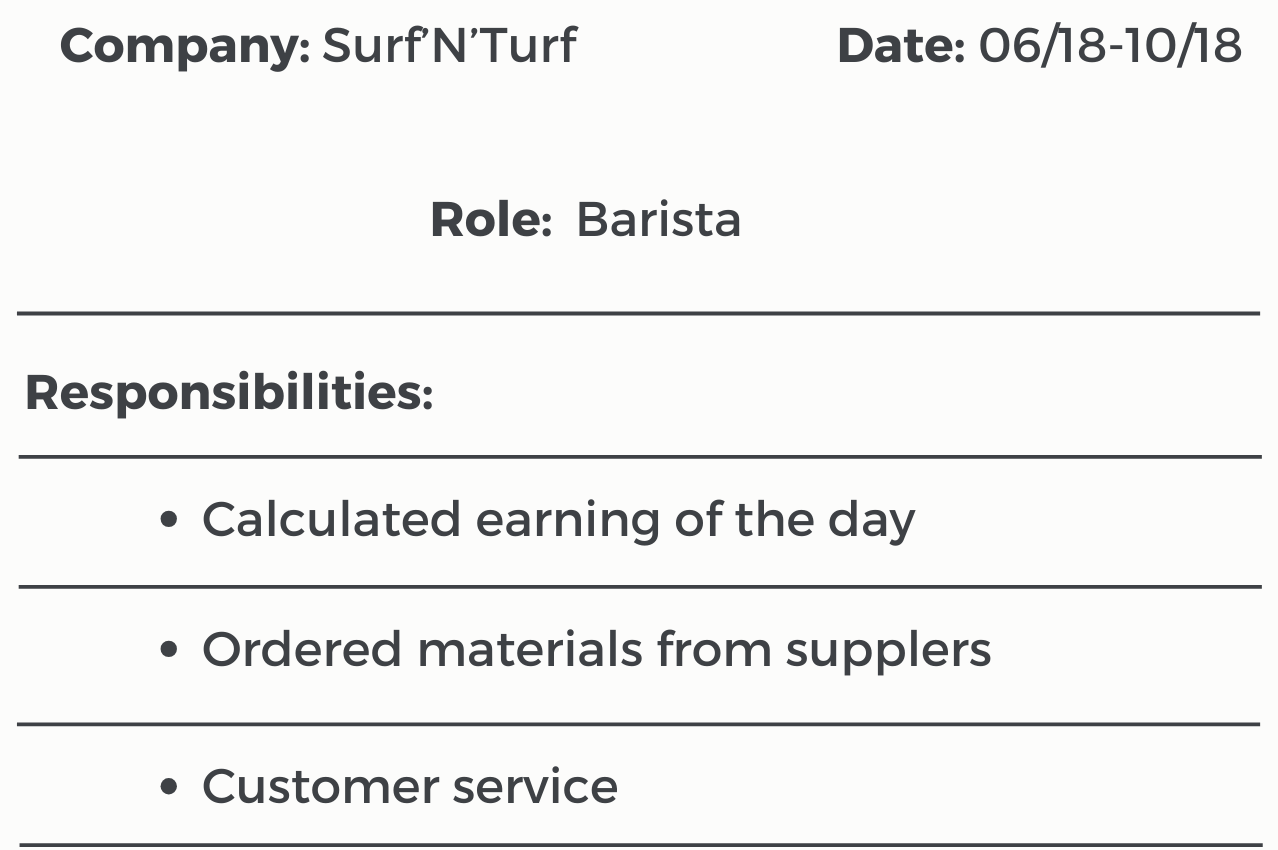 Company: Surf’N’Turf Date: 06/18-10/18
Role: Barista
Responsibilities:
• Calculated earning of the day
• Ordered materials from supplers
• Customer service